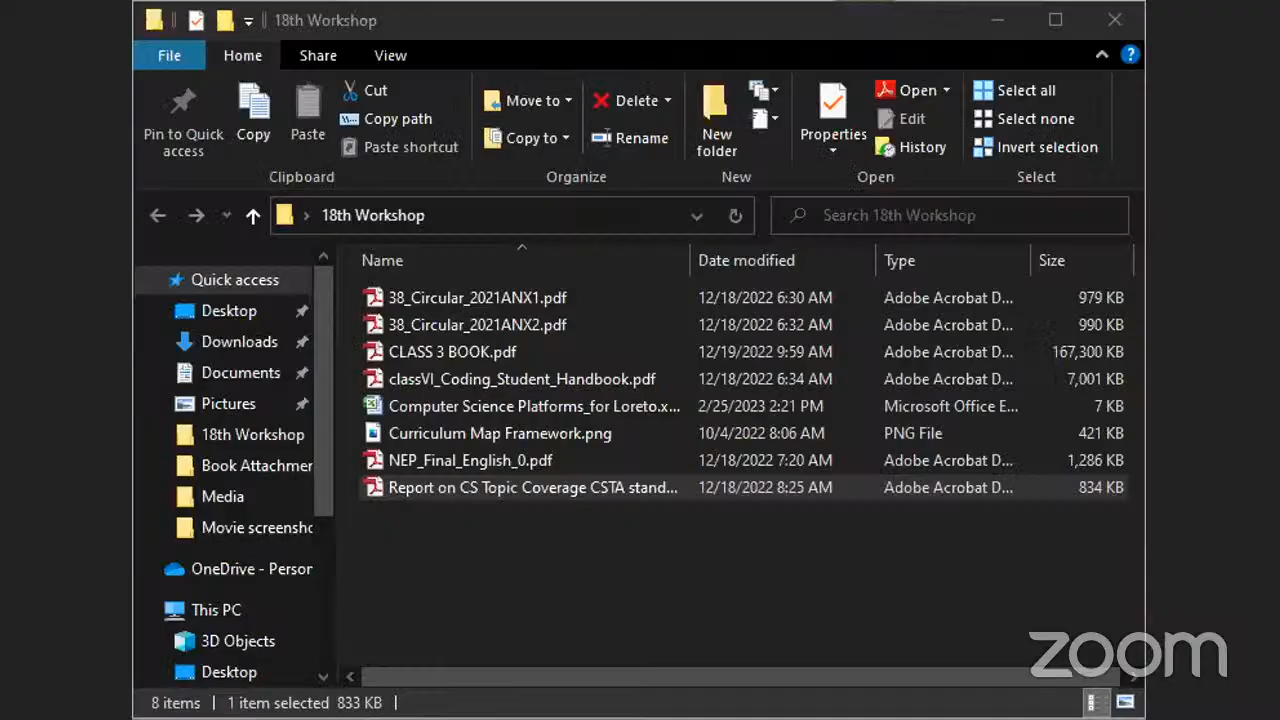 18th Workshop
File Home Share View
Pin to Quick access
Copy
Paste
Cut
Copy path
Paste shortcut
Clipboard
Move to
Copy to
Delete
Rename
Organize
New folder
New
Properties
Open
Edit
History
Open
Select all
Select none
Invert selection
Select
18th Workshop
Search 18th Workshop
Name Date modified Type Size
38_Circular_2021ANX1.pdf 12/18/2022 6:30 AM Adobe Acrobat D... 979 KB
38_Circular_2021ANX2.pdf 12/18/2022 6:32 AM Adobe Acrobat D... 990 KB
CLASS 3 BOOK.pdf 12/19/2022 9:59 AM Adobe Acrobat D... 167,300 KB
classVI_Coding_Student_Handbook.pdf 12/18/2022 6:34 AM Adobe Acrobat D... 7,001 KB
Computer Science Platforms_for Loreto.x... 2/25/2023 2:21 PM Microsoft Office E... 7 KB
Curriculum Map Framework.png 10/4/2022 8:06 AM PNG File 421 KB
NEP_Final_English_0.pdf 12/18/2022 7:20 AM Adobe Acrobat D... 1,286 KB
Report on CS Topic Coverage CSTA stand... 12/18/2022 8:25 AM Adobe Acrobat D... 834 KB
Quick access
Desktop
Downloads
Documents
Pictures
18th Workshop
Book Attachmer
Media
Movie screensho
OneDrive - Person
This PC
3D Objects
Desktop
8 items 1 item selected 833 KB
zoom